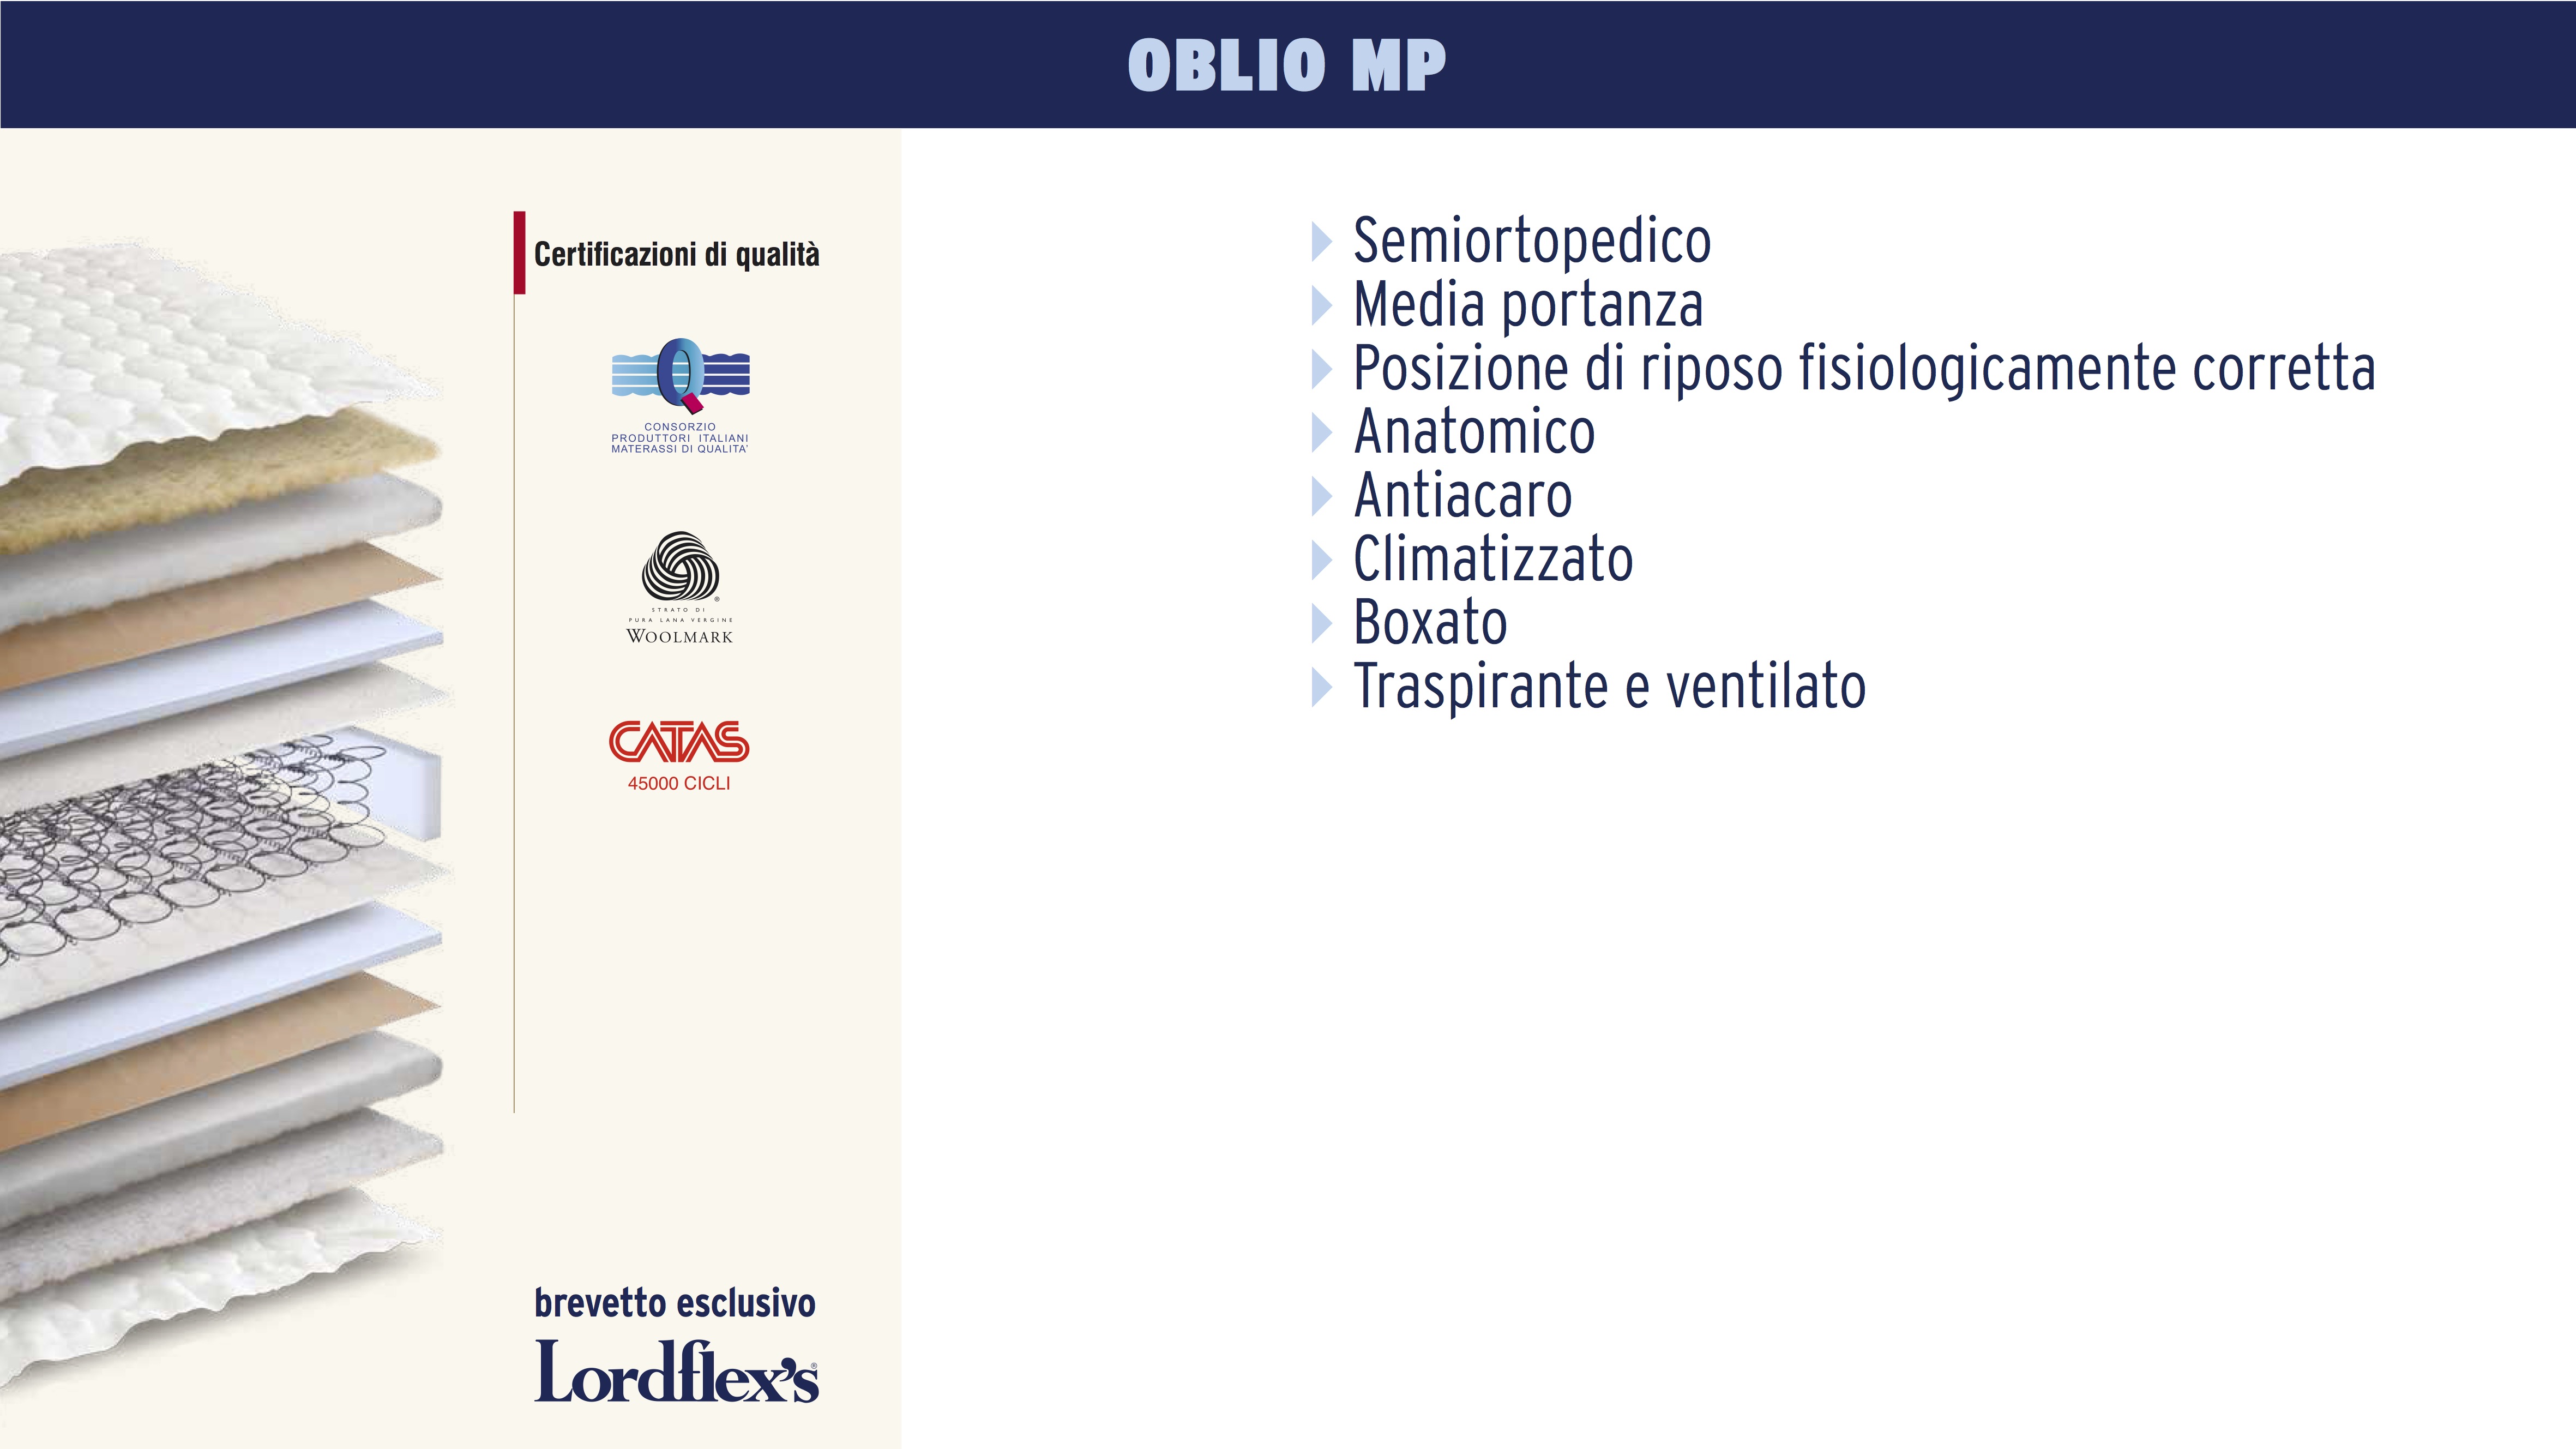 OBLIO MP
Certificazioni di qualità
Q
CONSORZIO
PRODUTTORI ITALIANI
MATERASSI DI QUALITA'
®
STRATO DI
PURA LANA VERGINE
WOOLMARK
CATAS
45000 CICLI
brevetto esclusivo
Lordflex's®
Semiortopedico
Media portanza
Posizione di riposo fisiologicamente corretta
Anatomico
Antiacaro
Climatizzato
Boxato
Traspirante e ventilato